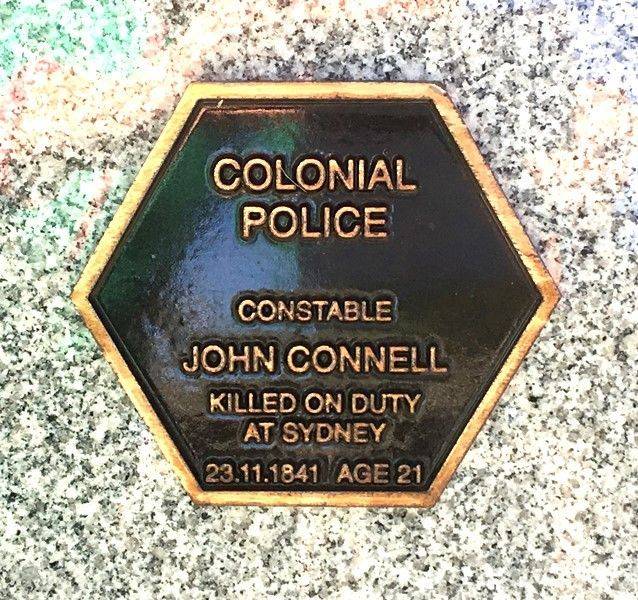 COLONIAL
POLICE
CONSTABLE
JOHN CONNELL
KILLED ON DUTY
AT SYDNEY
23.11.1841 AGE 21